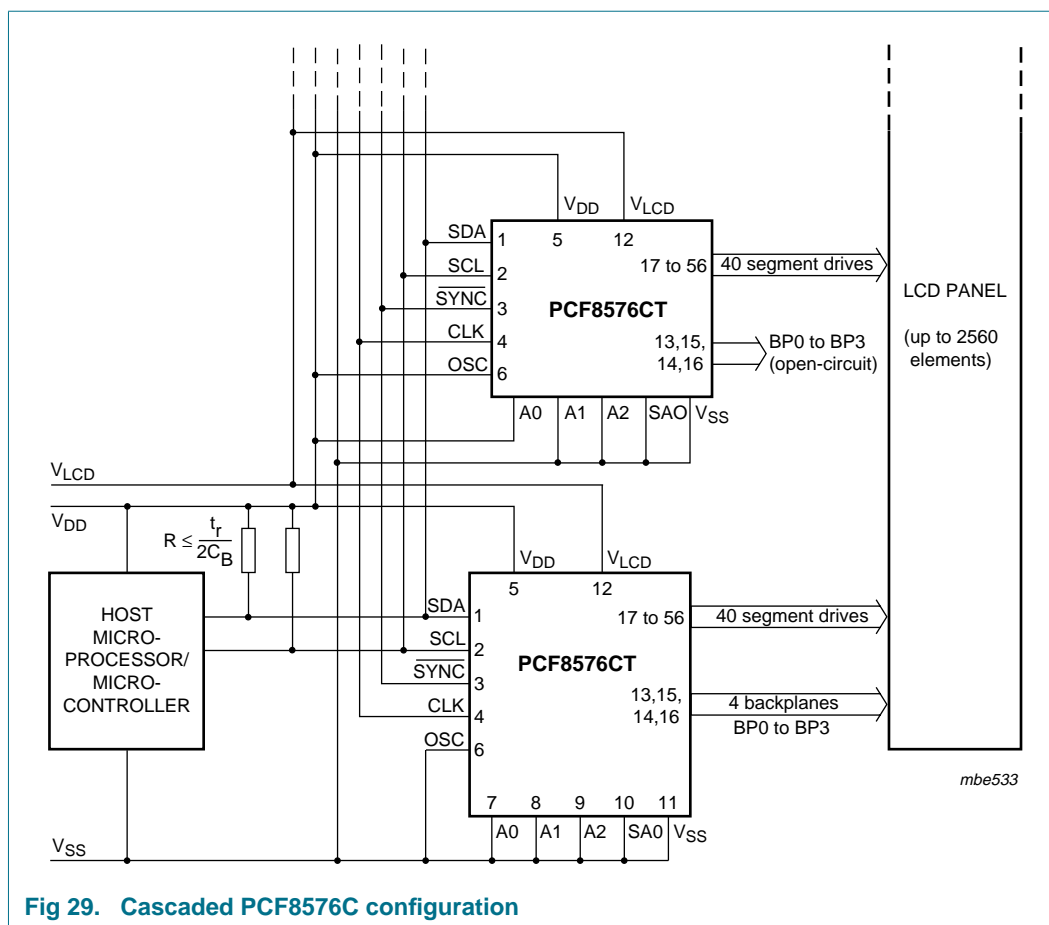 VDD
VLCD
SDA
1
5
12
SCL
2
17 to 56
40 segment drives
SYNC
3
PCF8576CT
CLK
4
13,15,
14,16
BP0 to BP3
(open-circuit)
OSC
6
A0
A1
A2
SAO
VSS
LCD PANEL
(up to 2560
elements)
VLCD
VDD
R ≤ tr
2CB
VDD
VLCD
5
12
HOST
MICRO-
PROCESSOR/
MICRO-
CONTROLLER
SDA
1
17 to 56
40 segment drives
SCL
2
SYNC
3
PCF8576CT
CLK
4
13,15,
14,16
4 backplanes
BP0 to BP3
OSC
6
7
8
9
10
11
A0
A1
A2
SA0
VSS
VSS
mbe533
Fig 29. Cascaded PCF8576C configuration